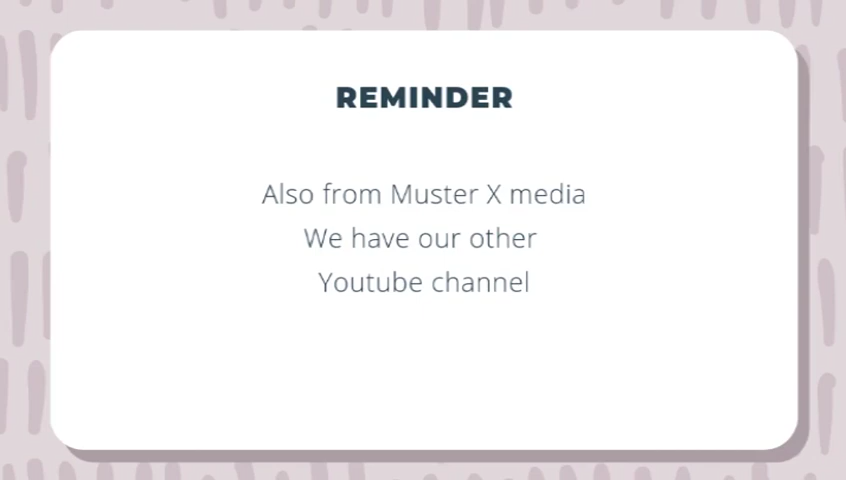 REMINDER
Also from Muster X media
We have our other
Youtube channel